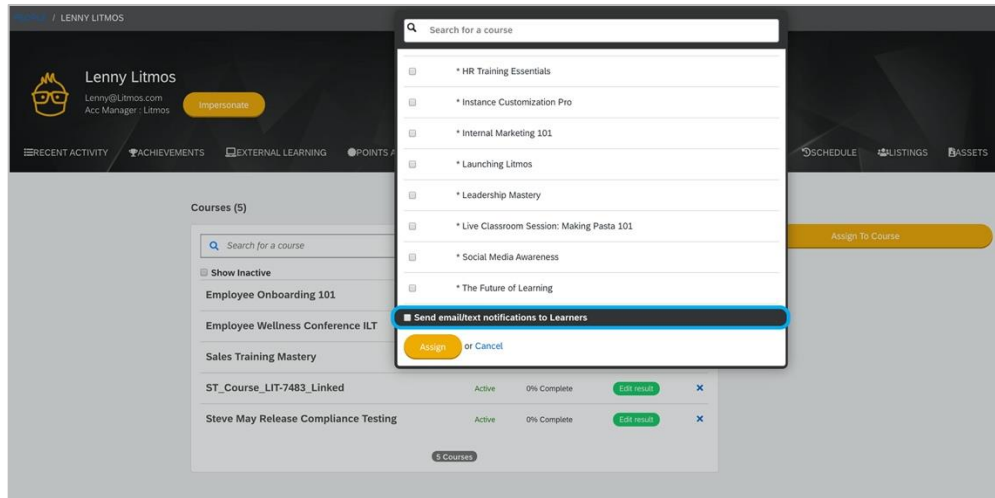 / LENNY LITMOS
Lenny Litmos
Lenny@Litmos.com
Acc Manager : Litmos
Impersonate
RECENT ACTIVITY ACHIEVEMENTS EXTERNAL LEARNING POINTS SCHEDULE LISTINGS ASSETS
Search for a course
* HR Training Essentials
* Instance Customization Pro
* Internal Marketing 101
* Launching Litmos
* Leadership Mastery
* Live Classroom Session: Making Pasta 101
* Social Media Awareness
* The Future of Learning
Send email/text notifications to Learners
Assign or Cancel
Courses (5)
Assign To Course
Search for a course
Show Inactive
Employee Onboarding 101
Employee Wellness Conference ILT
Sales Training Mastery
ST_Course_LIT-7483_Linked Active 0% Complete Edit result
Steve May Release Compliance Testing Active 0% Complete Edit result
5 Courses